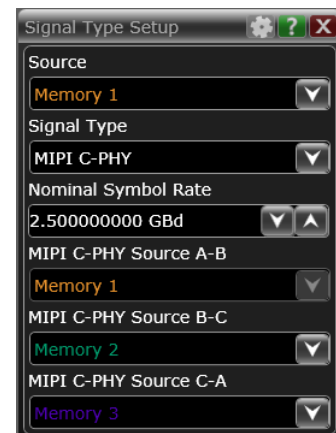 Signal Type Setup ?
Source
Memory 1
Signal Type
MIPI C-PHY
Nominal Symbol Rate
2.500000000 GBd
MIPI C-PHY Source A-B
Memory 1
MIPI C-PHY Source B-C
Memory 2
MIPI C-PHY Source C-A
Memory 3